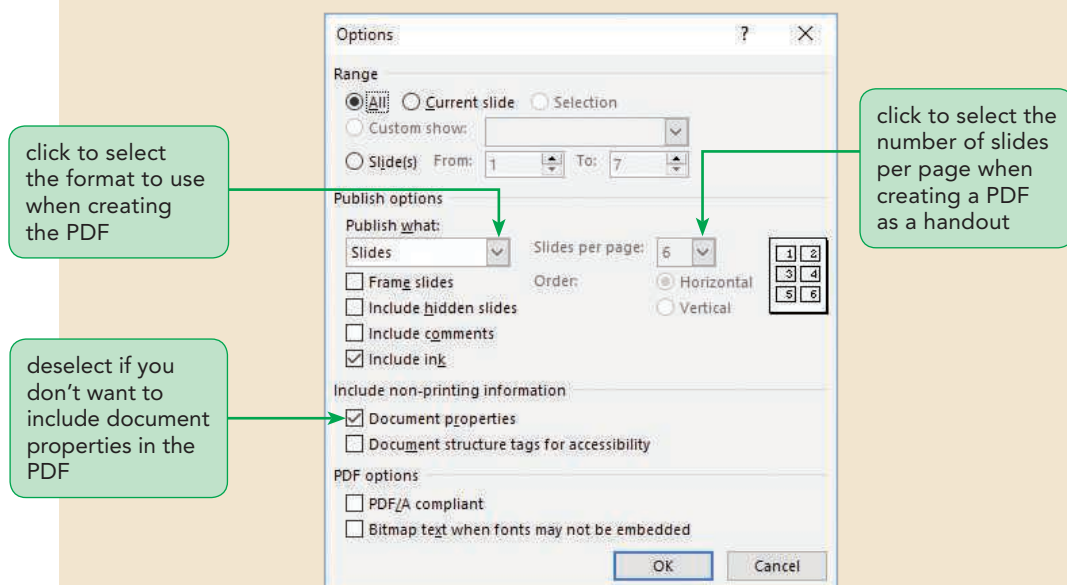 Options ?
Range
All Current slide Selection
Custom show:
Slide(s) From: 1 To: 7
click to select
the format to use
when creating
the PDF
click to select the
number of slides
per page when
creating a PDF
as a handout
Publish options
Publish what:
Slides Slides per page: 6
Frame slides Order: Horizontal
Include hidden slides Vertical
Include comments
Include ink
1 2
3 4
5 6
deselect if you
don't want to
include document
properties in the
PDF
Include non-printing information
Document properties
Document structure tags for accessibility
PDF options
PDF/A compliant
Bitmap text when fonts may not be embedded
OK Cancel